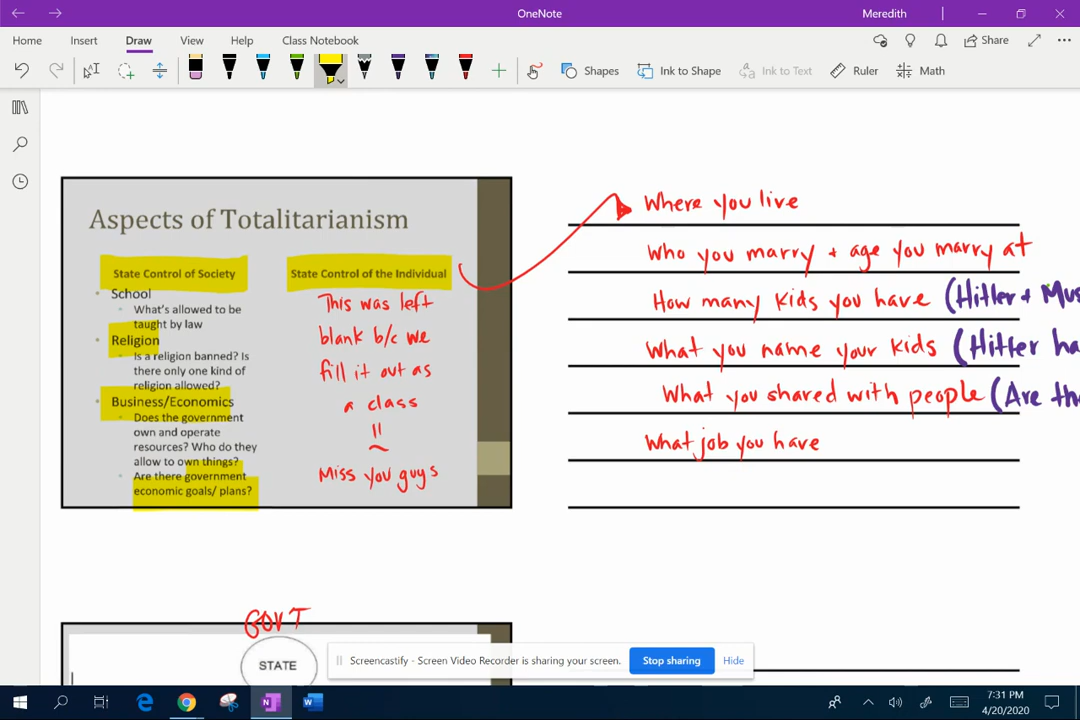 OneNote
Meredith
Home Insert Draw View Help Class Notebook
Share
Shapes Ink to Shape Ink to Text Ruler Math
Aspects of Totalitarianism
State Control of Society
School
What's allowed to be
taught by law
Religion
Is a religion banned? Is
there only one kind of
religion allowed?
Business/Economics
Does the government
own and operate
resources? Who do they
allow to own things?
Are there government
economic goals/ plans?
State Control of the Individual
This was left
blank b/c we
fill it out as
a class
Miss you guys
Where you live
Who you marry + age you marry at
How many kids you have (Hitler + Mus
What you name your kids (Hitler ha
What you shared with people (Are th
What job you have
GOVT
STATE
Screencastify - Screen Video Recorder is sharing your screen. Stop sharing Hide
7:31 PM
4/20/2020